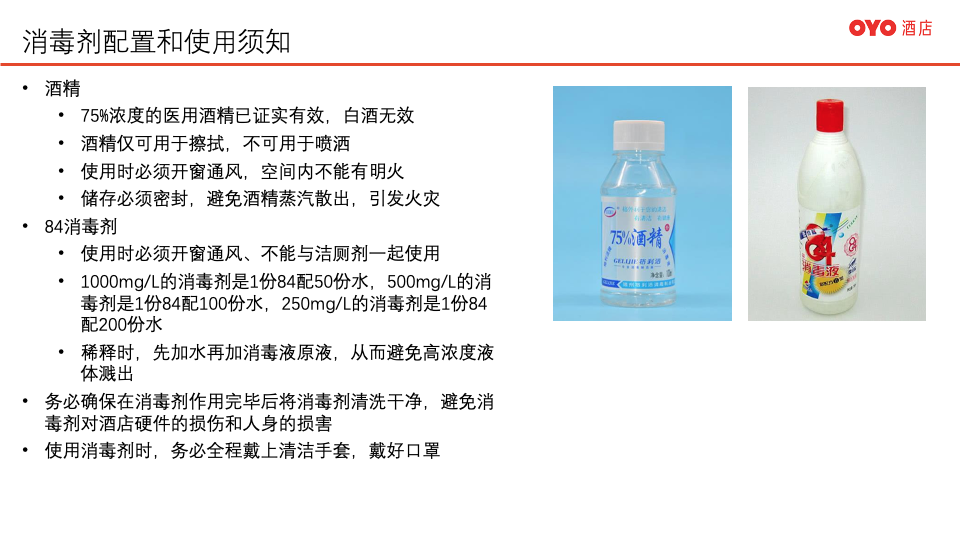 消毒剂配置和使用须知
OYO 酒店
• 酒精
• 75%浓度的医用酒精已证实有效，白酒无效
• 酒精仅可用于擦拭，不可用于喷洒
• 使用时必须开窗通风，空间内不能有明火
• 储存必须密封，避免酒精蒸汽散出，引发火灾
• 84消毒剂
• 使用时必须开窗通风、不能与洁厕剂一起使用
• 1000mg/L的消毒剂是1份84配50份水，500mg/L的消
毒剂是1份84配100份水，250mg/L的消毒剂是1份84
配200份水
• 稀释时，先加水再加消毒液原液，从而避免高浓度液
体溅出
• 务必确保在消毒剂作用完毕后将消毒剂清洗干净，避免消
毒剂对酒店硬件的损伤和人身的损害
• 使用消毒剂时，务必全程戴上清洁手套，戴好口罩
75%酒精
84
消毒液
84